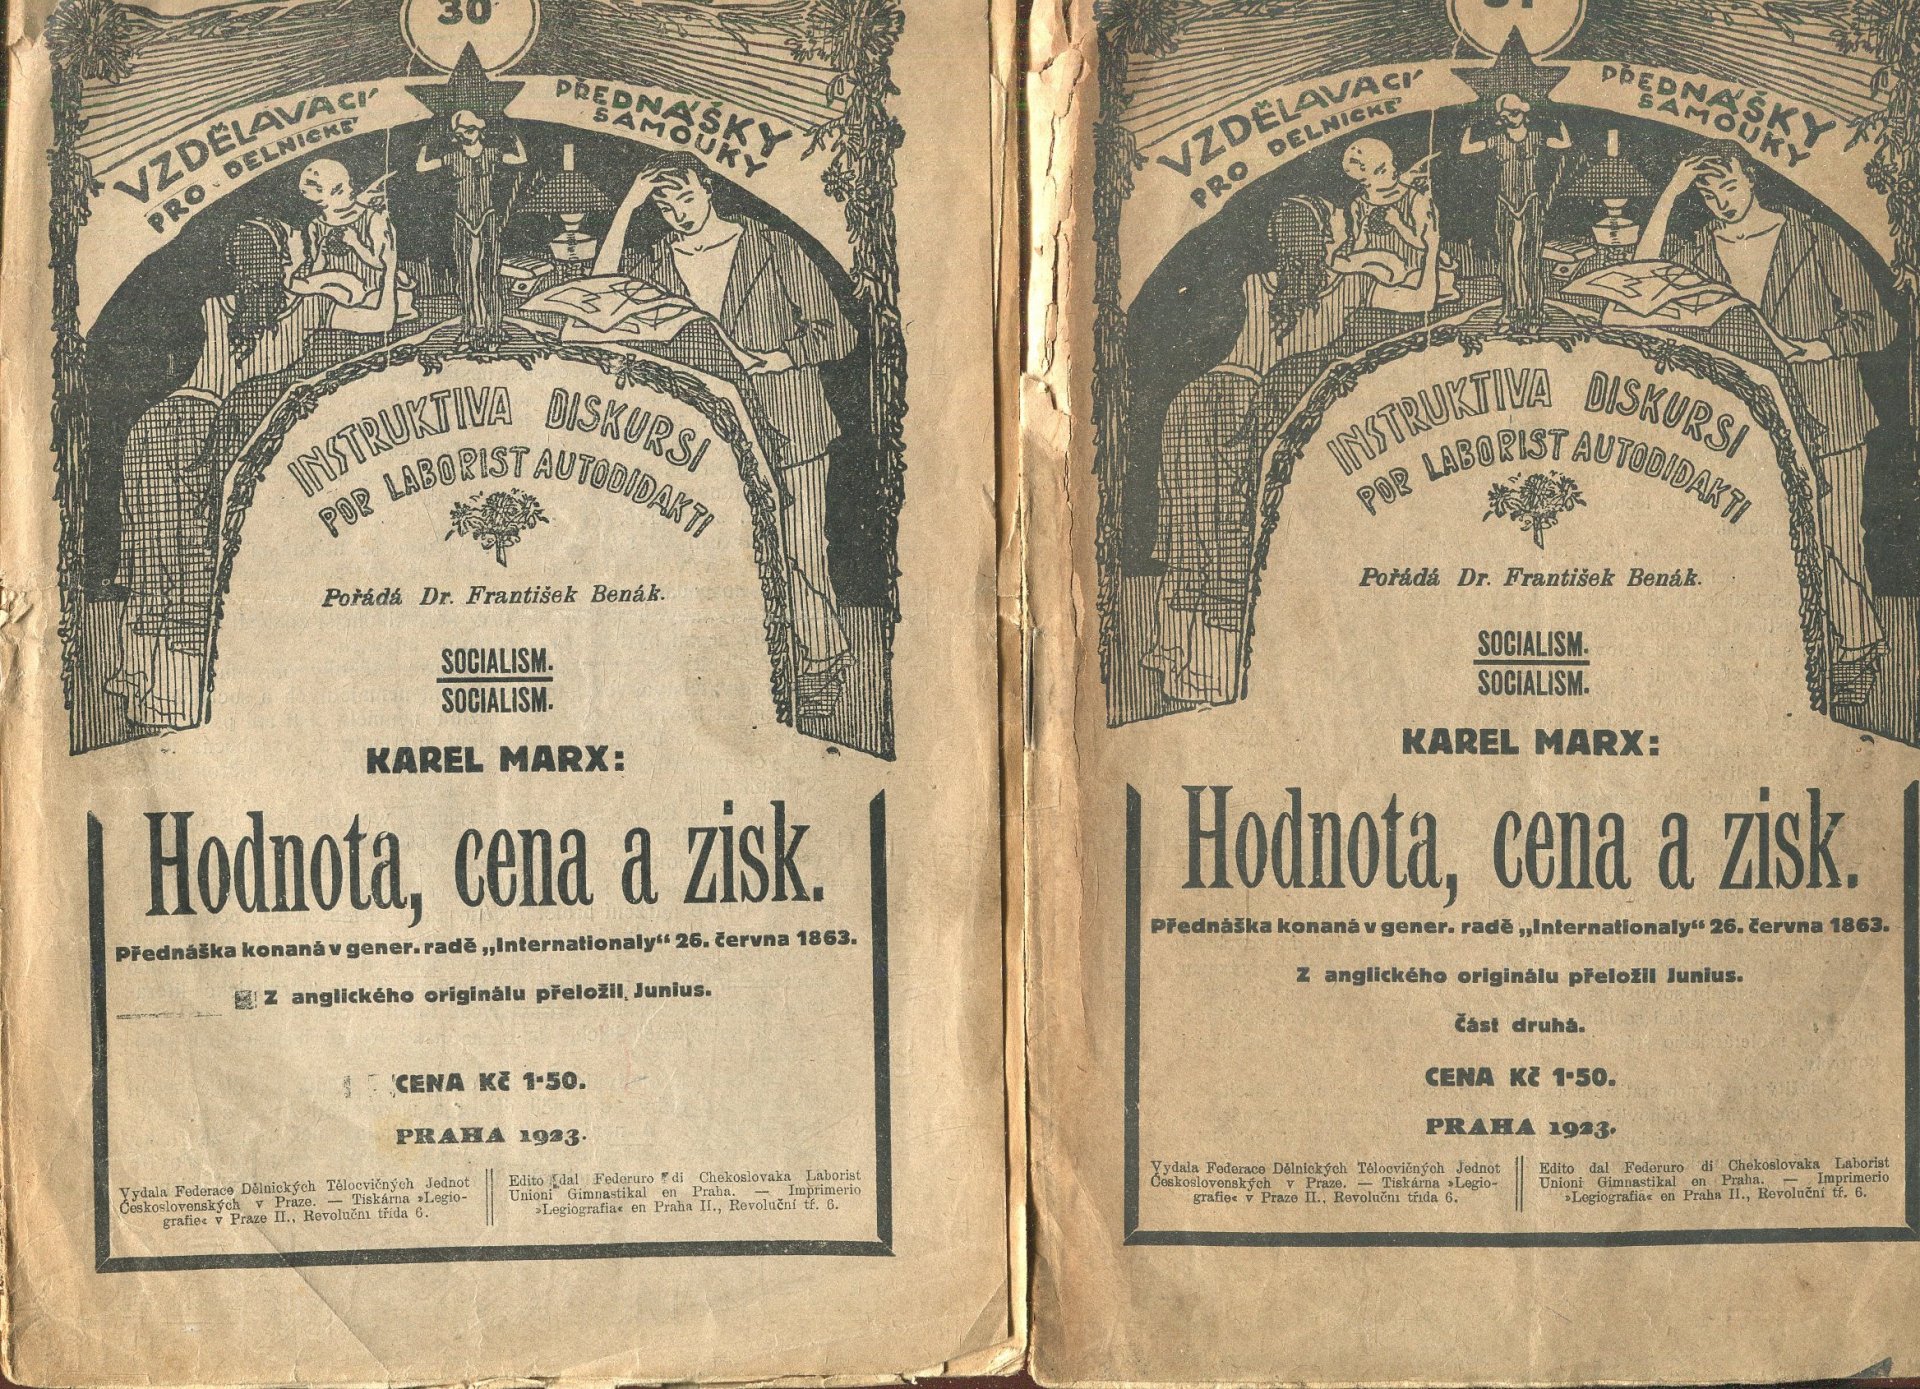 30
VZDĚLAVACÍ PŘEDNÁŠKY
PRO DELNICKÉ SAMOUKY
INSTRUKTIVA DISKURSI
POR LABORIST AUTODIDAKTI
Pořádá Dr. František Benák.
SOCIALISM.
SOCIALISM.
KAREL MARX:
Hodnota, cena a zisk.
Přednáška konaná v gener. radě „Internationaly“ 26. června 1863.
Z anglického originálu přeložil Junius.
CENA Kč 1·50.
PRAHA 1923.
Vydala Federace Dělnických Tělocvičných Jednot
Československých v Praze. — Tiskárna »Legio-
grafie« v Praze II., Revoluční třída 6.
Edito dal Federuro di Chekoslovaka Laborist
Unioni Gimnastikal en Praha. — Imprimerio
»Legiografia« en Praha II., Revoluční tř. 6.
VZDĚLAVACÍ PŘEDNÁŠKY
PRO DELNICKÉ SAMOUKY
INSTRUKTIVA DISKURSI
POR LABORIST AUTODIDAKTI
Pořádá Dr. František Benák.
SOCIALISM.
SOCIALISM.
KAREL MARX:
Hodnota, cena a zisk.
Přednáška konaná v gener. radě „Internationaly“ 26. června 1863.
Z anglického originálu přeložil Junius.
Část druhá.
CENA Kč 1·50.
PRAHA 1923.
Vydala Federace Dělnických Tělocvičných Jednot
Československých v Praze. — Tiskárna »Legio-
grafie« v Praze II., Revoluční třída 6.
Edito dal Federuro di Chekoslovaka Laborist
Unioni Gimnastikal en Praha. — Imprimerio
»Legiografia« en Praha II., Revoluční tř. 6.